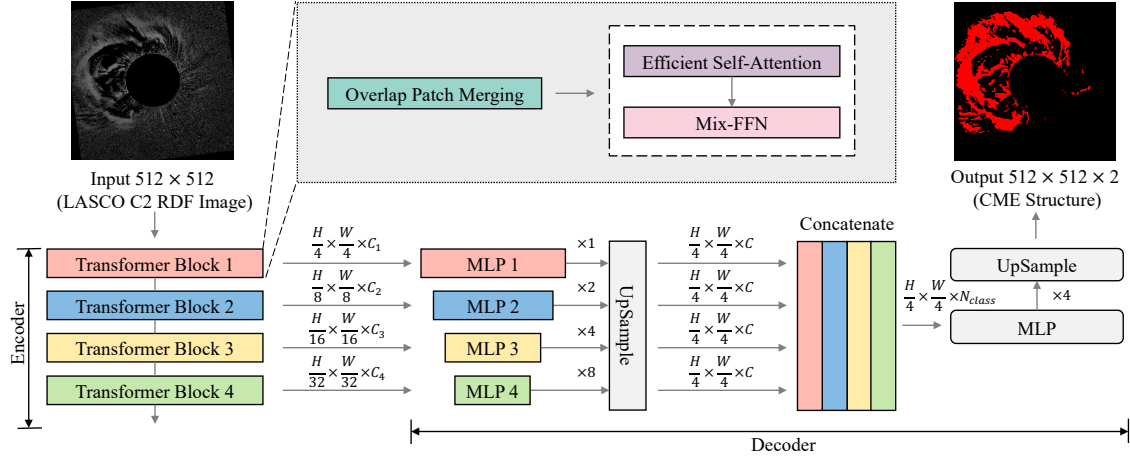 Overlap Patch Merging
Efficient Self-Attention
Mix-FFN
Input 512 × 512
(LASCO C2 RDF Image)
Output 512 × 512 × 2
(CME Structure)
Encoder
Transformer Block 1
Transformer Block 2
Transformer Block 3
Transformer Block 4
H/4 × W/4 × C₁
H/8 × W/8 × C₂
H/16 × W/16 × C₃
H/32 × W/32 × C₄
MLP 1
MLP 2
MLP 3
MLP 4
×1
×2
×4
×8
UpSample
H/4 × W/4 × C
H/4 × W/4 × C
H/4 × W/4 × C
H/4 × W/4 × C
Concatenate
H/4 × W/4 × N_class
UpSample
×4
MLP
Decoder